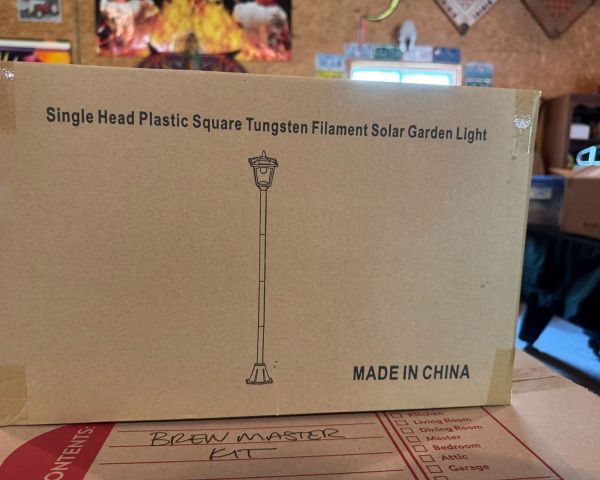 Single Head Plastic Square Tungsten Filament Solar Garden Light
MADE IN CHINA
ONTENTS:
BREW MASTER
KIT
Kitchen
Living Room
Dining Room
Master
Bedroom
Attic
Garage